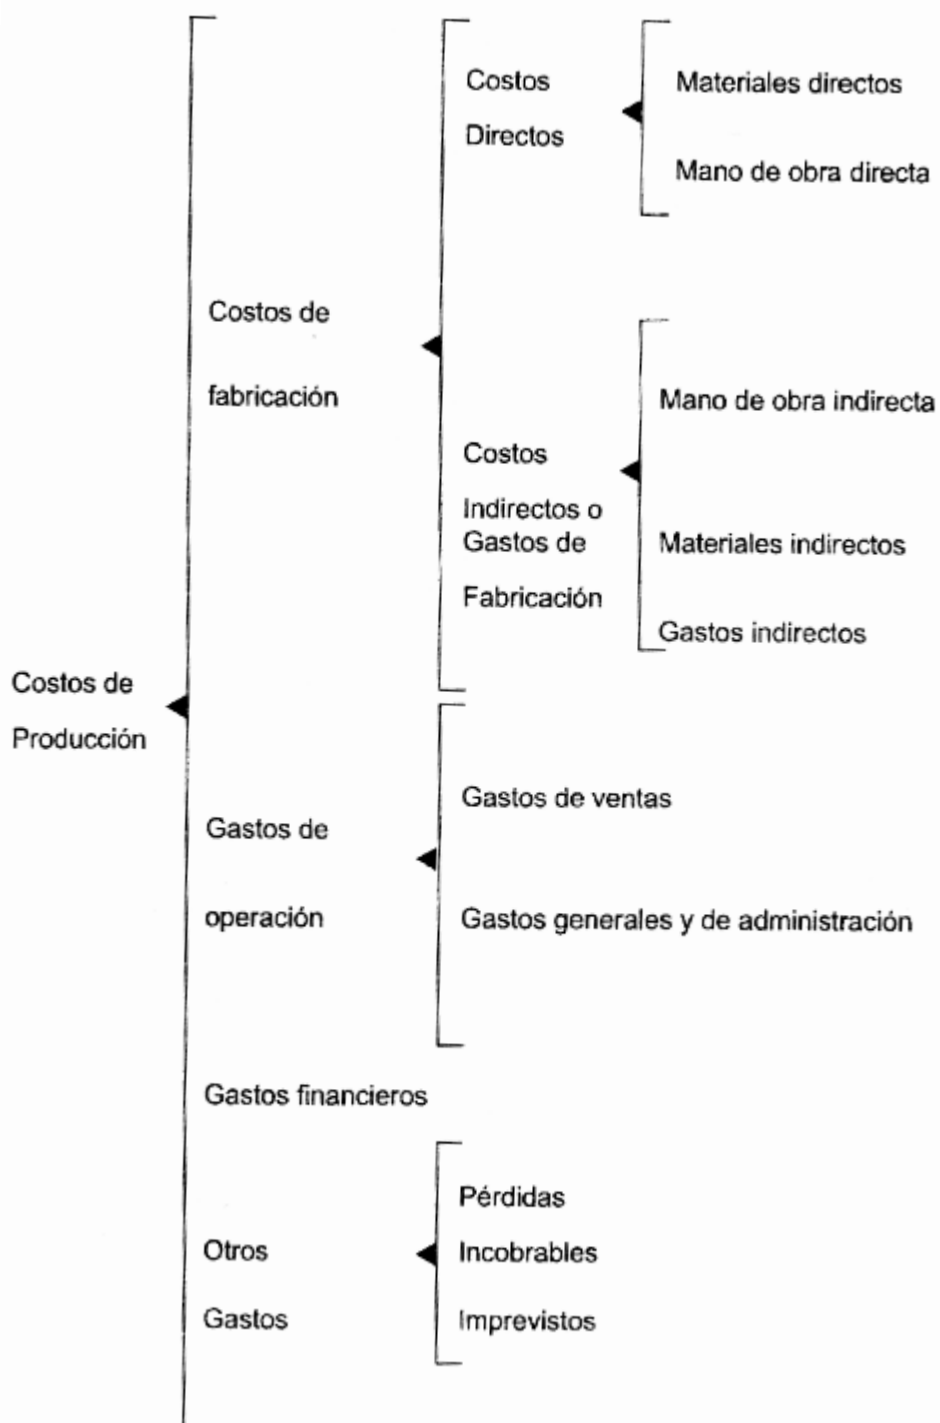 Costos
Directos
Materiales directos
Mano de obra directa
Costos de
fabricación
Costos
Indirectos o
Gastos de
Fabricación
Mano de obra indirecta
Materiales indirectos
Gastos indirectos
Costos de
Producción
Gastos de
operación
Gastos de ventas
Gastos generales y de administración
Gastos financieros
Otros
Gastos
Pérdidas
Incobrables
Imprevistos